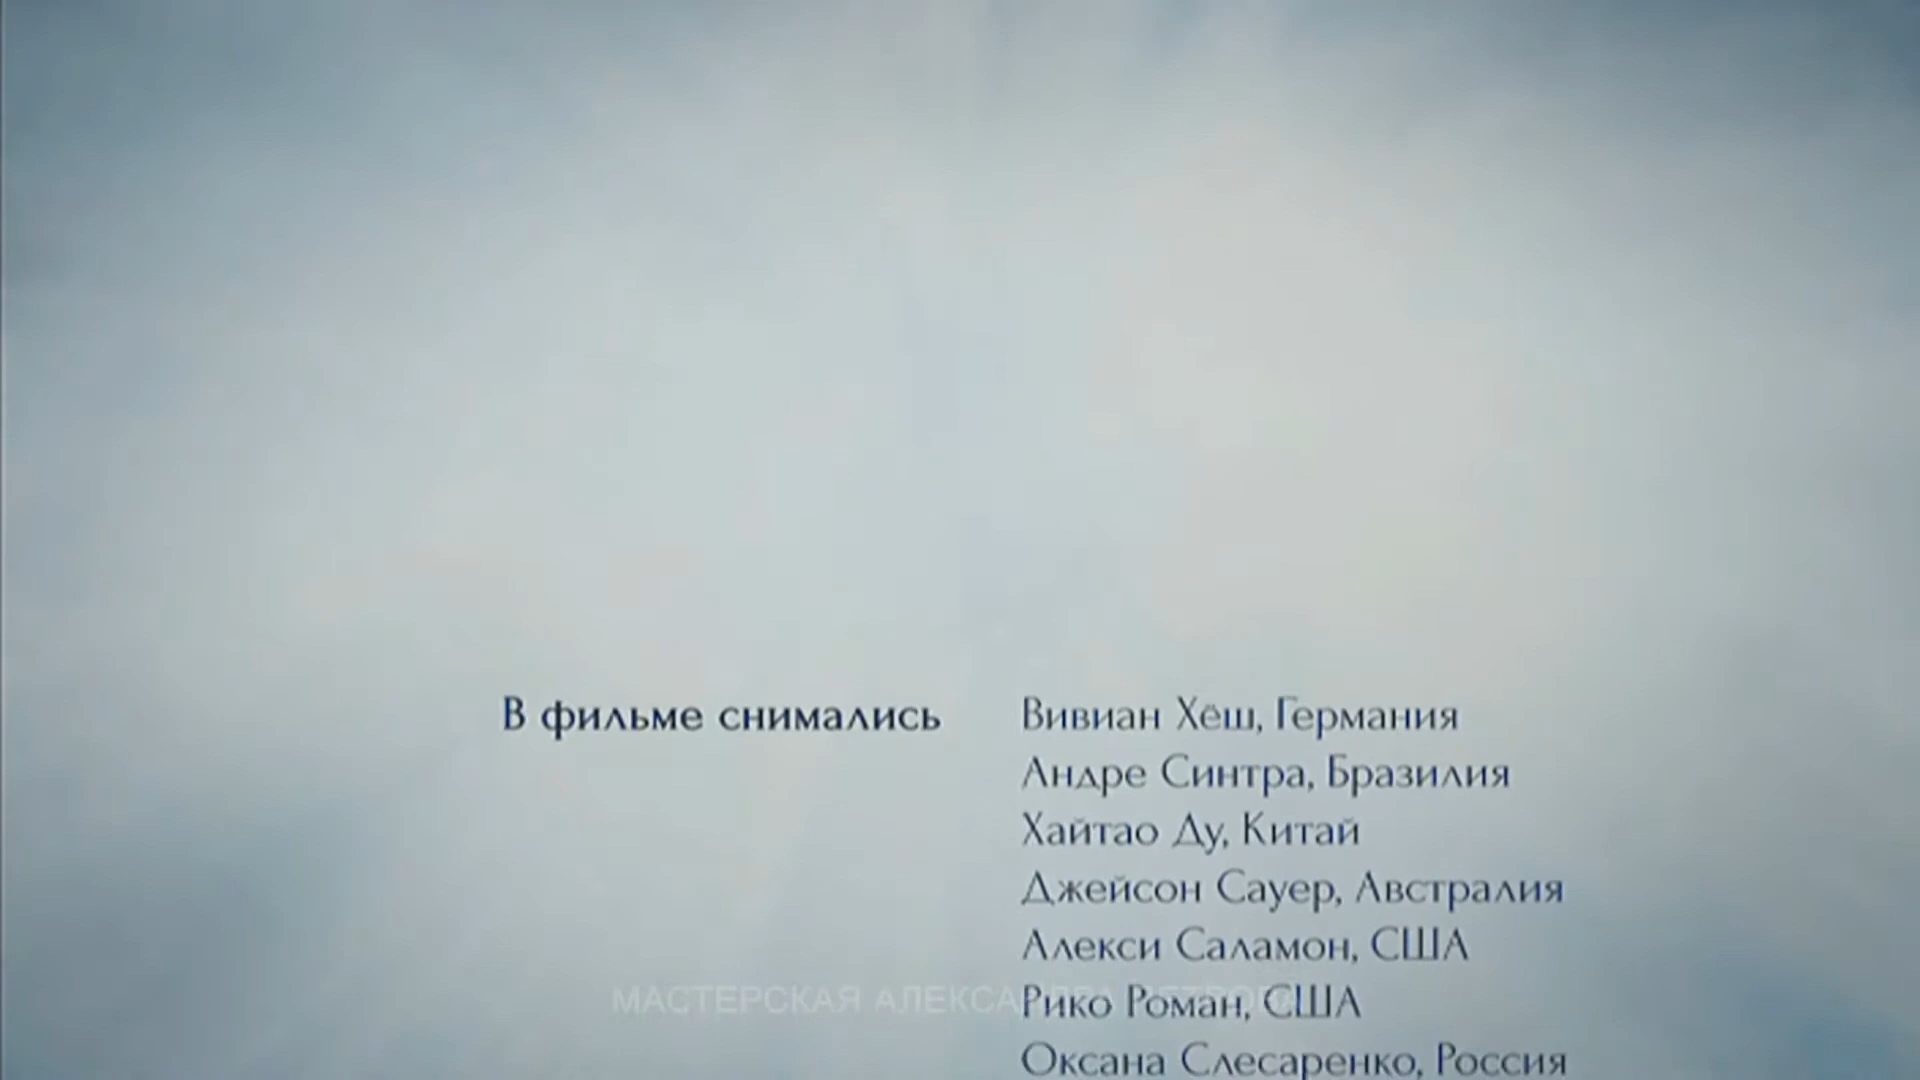 В фильме снимались Вивиан Хёш, Германия
Андре Синтра, Бразилия
Хайтао Ду, Китай
Джейсон Сауер, Австралия
Алекси Саламон, США
МАСТЕРСКАЯ
Рико Роман, США
Оксана Слесаренко, Россия